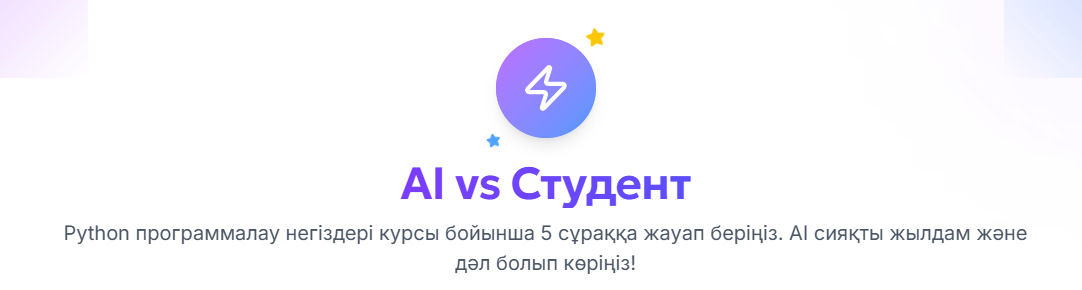 AI vs Студент
Python программалау негіздері курсы бойынша 5 сұраққа жауап беріңіз. AI сияқты жылдам және
дәл болып көріңіз!